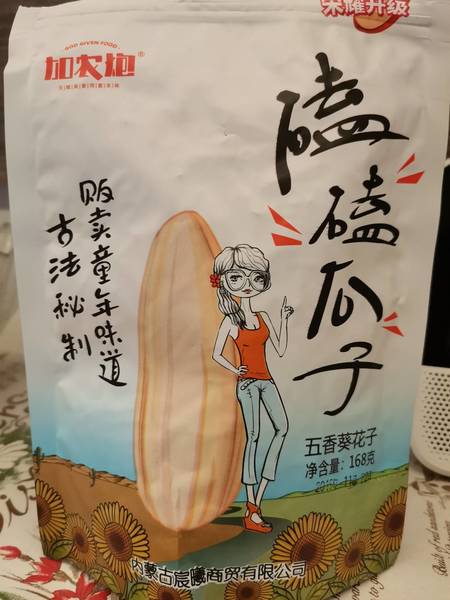 荣耀升级
GOD GIVEN FOOD
加农炮®
嗑嗑瓜子
贩卖童年味道
古法秘制
五香葵花子
净含量：168克
内蒙古宸曦商贸有限公司